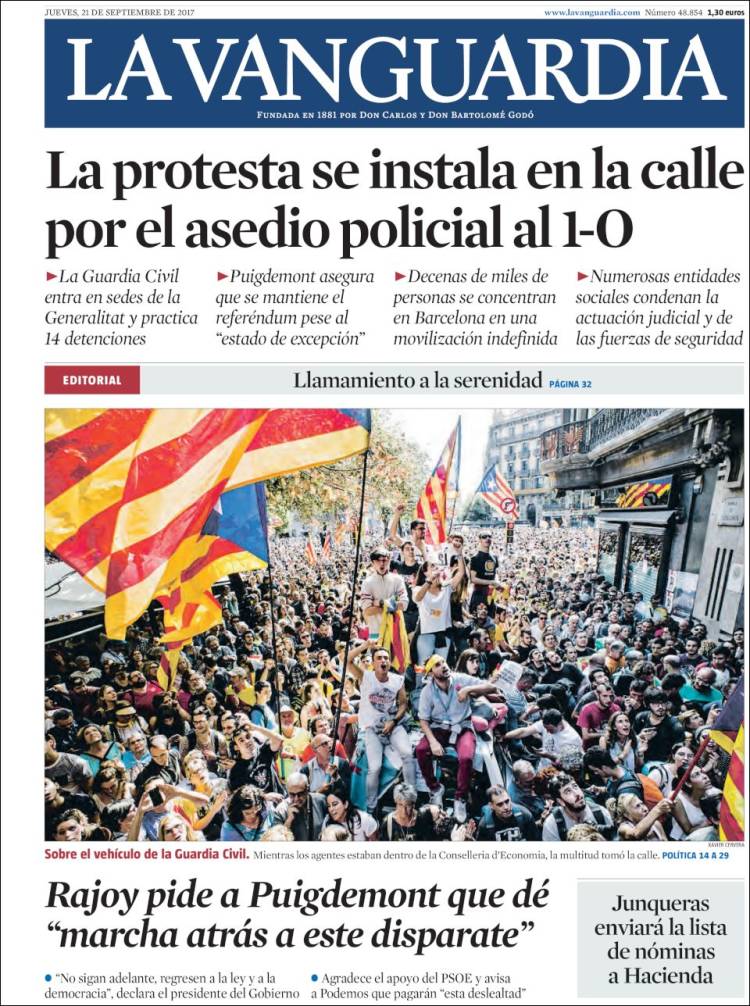 JUEVES, 21 DE SEPTIEMBRE DE 2017
www.lavanguardia.com Número 48.854 1,30 euros
LA VANGUARDIA
FUNDADA EN 1881 POR DON CARLOS Y DON BARTOLOMÉ GODÓ
La protesta se instala en la calle
por el asedio policial al 1-O
►La Guardia Civil
entra en sedes de la
Generalitat y practica
14 detenciones
►Puigdemont asegura
que se mantiene el
referéndum pese al
“estado de excepción”
►Decenas de miles de
personas se concentran
en Barcelona en una
movilización indefinida
►Numerosas entidades
sociales condenan la
actuación judicial y de
las fuerzas de seguridad
EDITORIAL
Llamamiento a la serenidad PÁGINA 32
XAVIER CERVERA
Sobre el vehículo de la Guardia Civil. Mientras los agentes estaban dentro de la Conselleria d’Economia, la multitud tomó la calle. POLÍTICA 14 A 29
Rajoy pide a Puigdemont que dé
“marcha atrás a este disparate”
● “No sigan adelante, regresen a la ley y a la
democracia”, declara el presidente del Gobierno
● Agradece el apoyo del PSOE y avisa
a Podemos que pagarán “esta deslealtad”
Junqueras
enviará la lista
de nóminas
a Hacienda